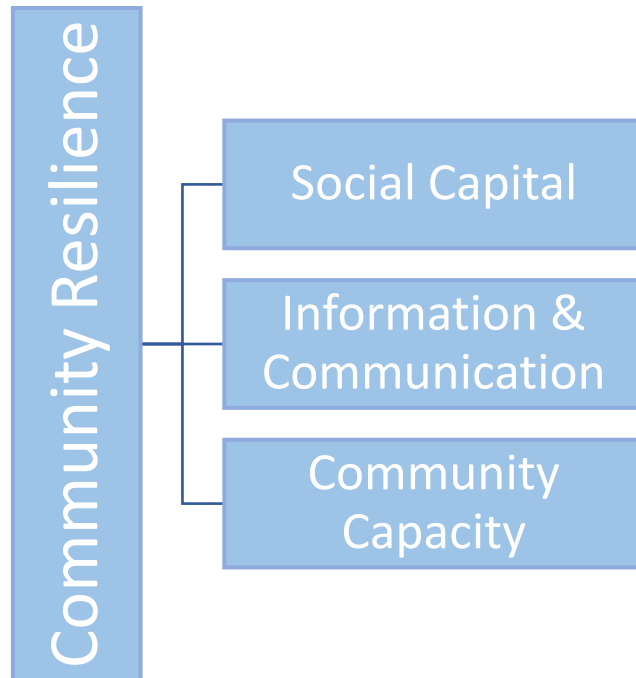 Community Resilience
Social Capital
Information &
Communication
Community
Capacity